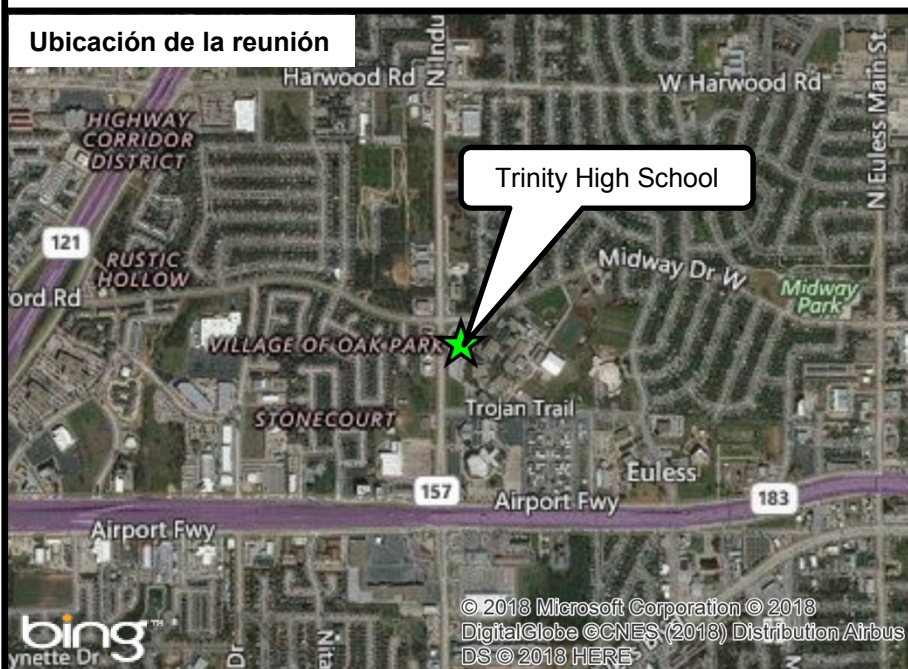 Ubicación de la reunión
N Indu
Harwood Rd
W Harwood Rd
N Euless Main St
HIGHWAY
CORRIDOR
DISTRICT
Trinity High School
121
RUSTIC
HOLLOW
ord Rd
Midway Dr W
Midway
Park
VILLAGE OF OAK PARK
STONECOURT
Trojan Trail
Euless
157
Airport Fwy
183
Airport Fwy
bing™
ynette Dr
Dr
© 2018 Microsoft Corporation © 2018
DigitalGlobe ©CNES (2018) Distribution Airbus
DS © 2018 HERE